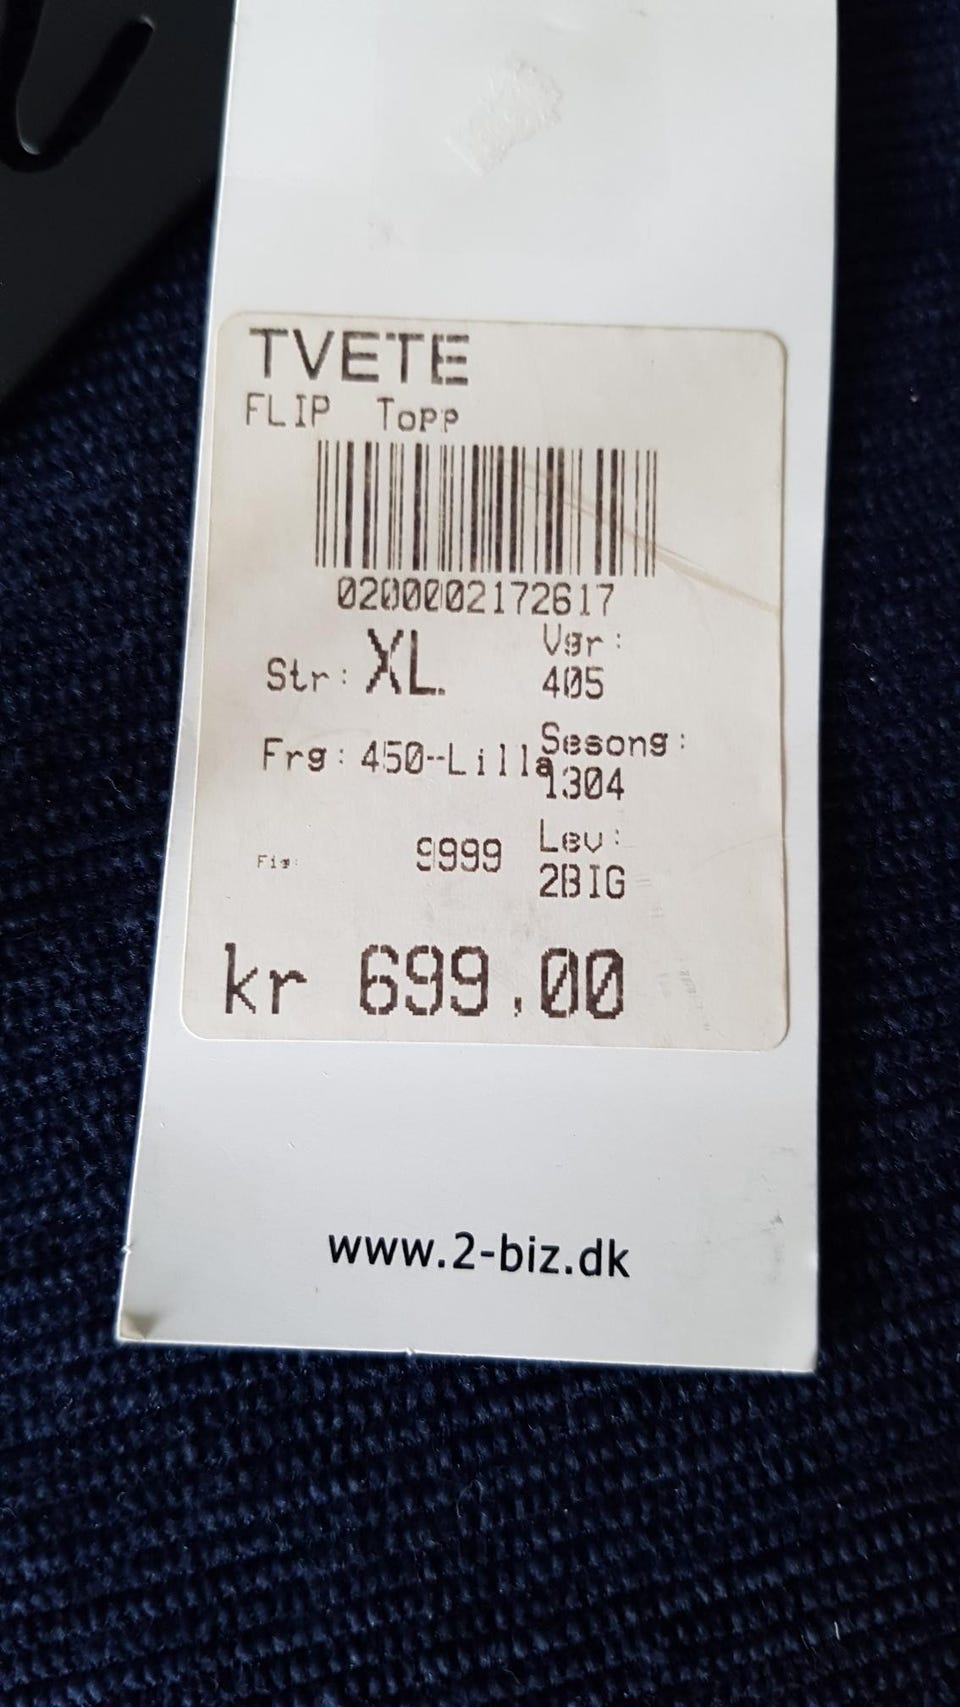 TVETE
FLIP Topp
0200002172617
Str: XL
Vgr:
405
Frg: 450-Lilla
Sesong:
1304
Fig: 9999
Lev:
2BIG
kr 699,00
www.2-biz.dk